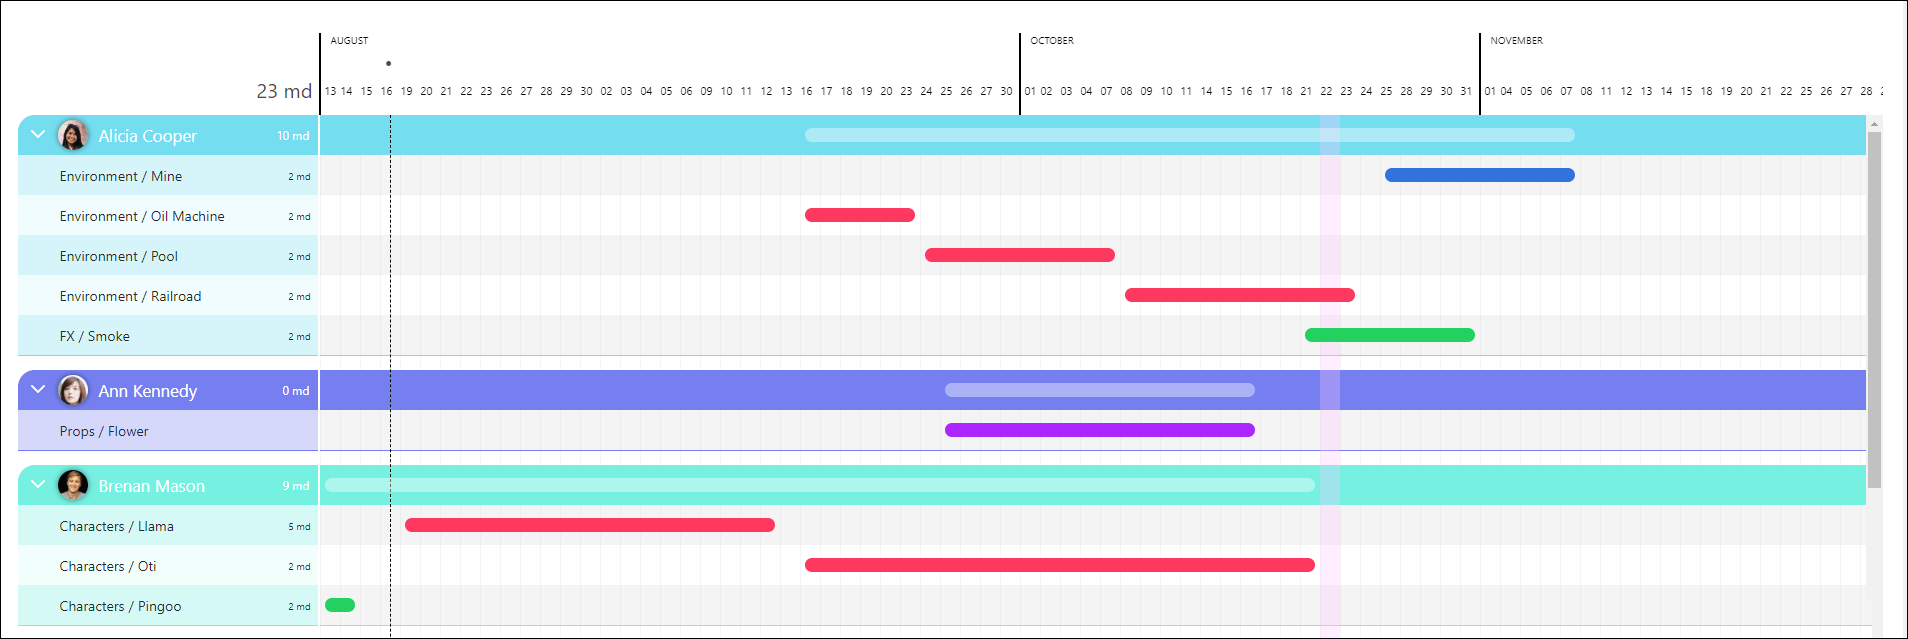 AUGUST OCTOBER NOVEMBER
23 md 13 14 15 16 19 20 21 22 23 26 27 28 29 30 02 03 04 05 06 09 10 11 12 13 16 17 18 19 20 23 24 25 26 27 30 01 02 03 04 07 08 09 10 11 14 15 16 17 18 21 22 23 24 25 28 29 30 31 01 04 05 06 07 08 11 12 13 14 15 18 19 20 21 22 25 26 27 28
Alicia Cooper 10 md
Environment / Mine 2 md
Environment / Oil Machine 2 md
Environment / Pool 2 md
Environment / Railroad 2 md
FX / Smoke 2 md
Ann Kennedy 0 md
Props / Flower
Brenan Mason 9 md
Characters / Llama 5 md
Characters / Oti 2 md
Characters / Pingoo 2 md